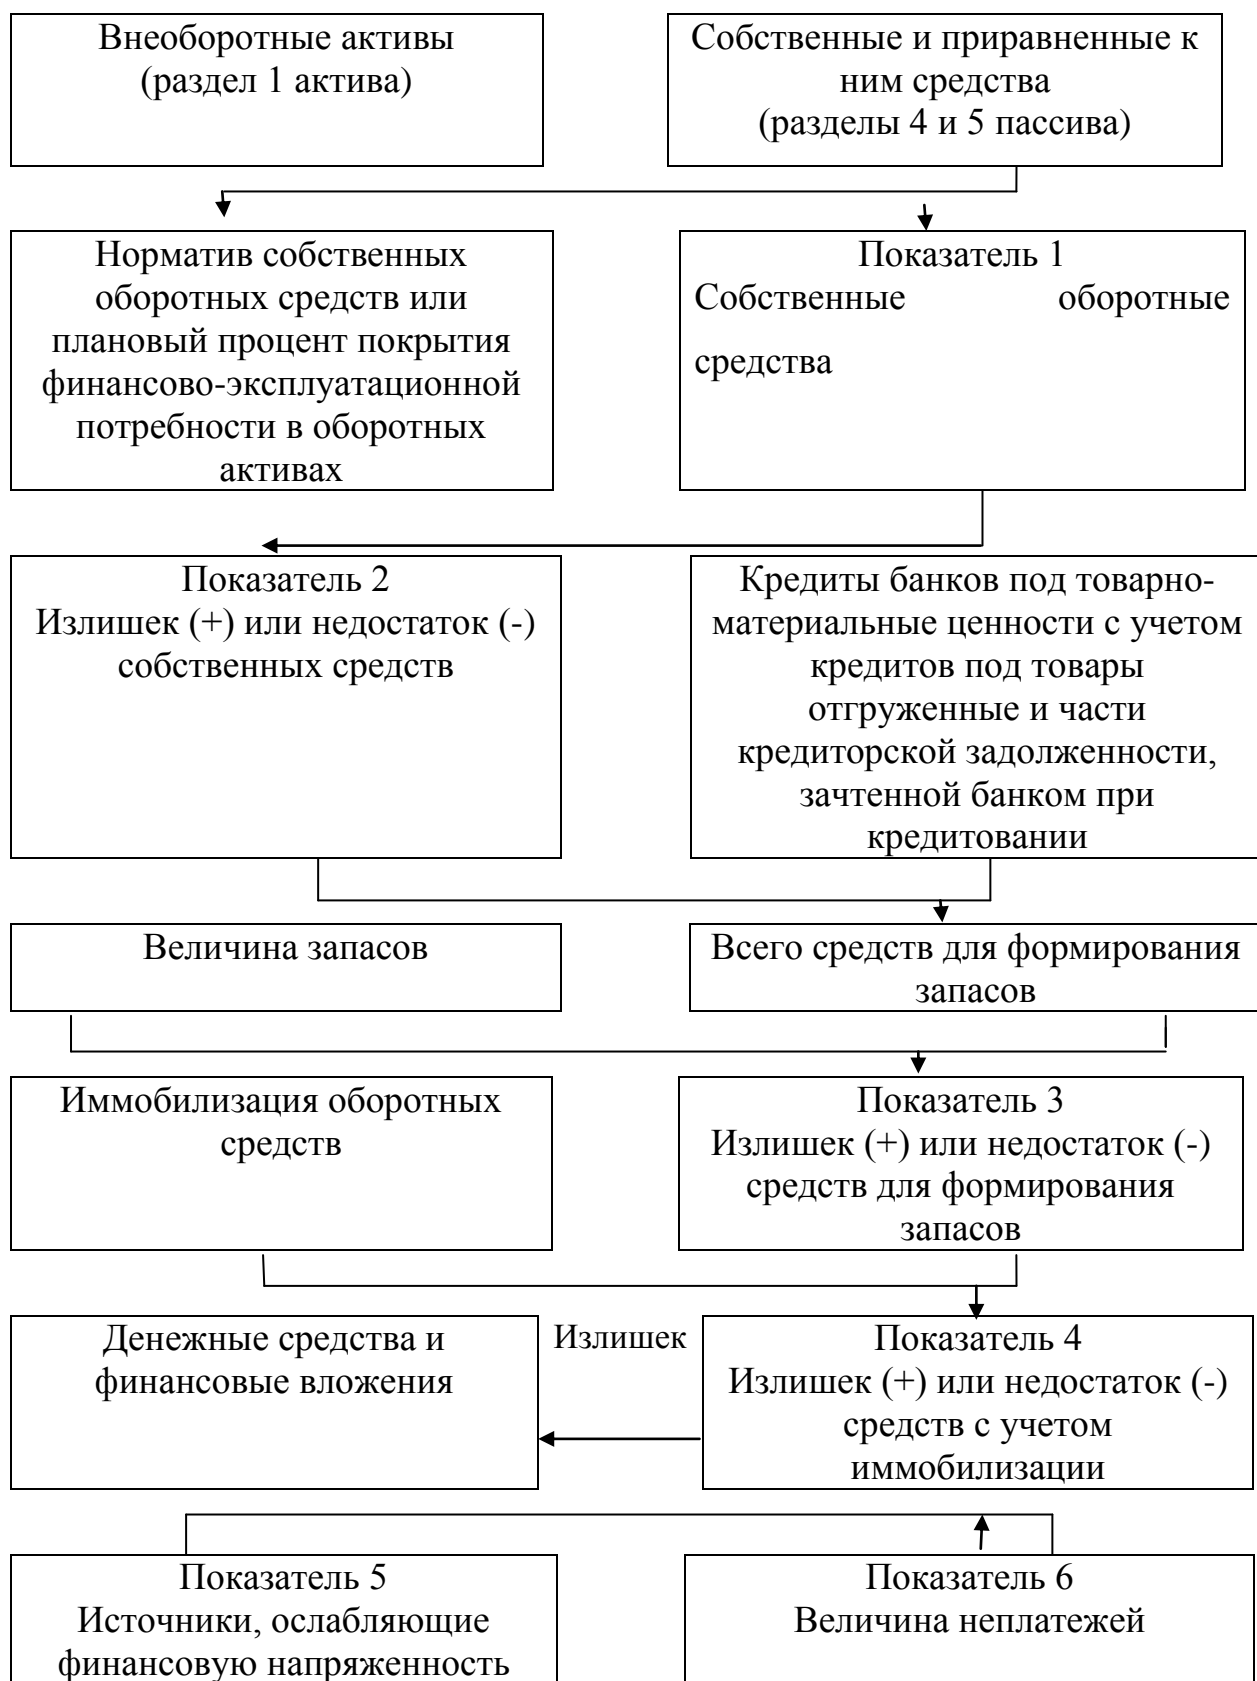 Внеоборотные активы
(раздел 1 актива)
Собственные и приравненные к
ним средства
(разделы 4 и 5 пассива)
Норматив собственных
оборотных средств или
плановый процент покрытия
финансово-эксплуатационной
потребности в оборотных
активах
Показатель 1
Собственные оборотные
средства
Показатель 2
Излишек (+) или недостаток (-)
собственных средств
Кредиты банков под товарно-
материальные ценности с учетом
кредитов под товары
отгруженные и части
кредиторской задолженности,
зачтенной банком при
кредитовании
Величина запасов
Всего средств для формирования
запасов
Иммобилизация оборотных
средств
Показатель 3
Излишек (+) или недостаток (-)
средств для формирования
запасов
Денежные средства и
финансовые вложения
Излишек
Показатель 4
Излишек (+) или недостаток (-)
средств с учетом
иммобилизации
Показатель 5
Источники, ослабляющие
финансовую напряженность
Показатель 6
Величина неплатежей